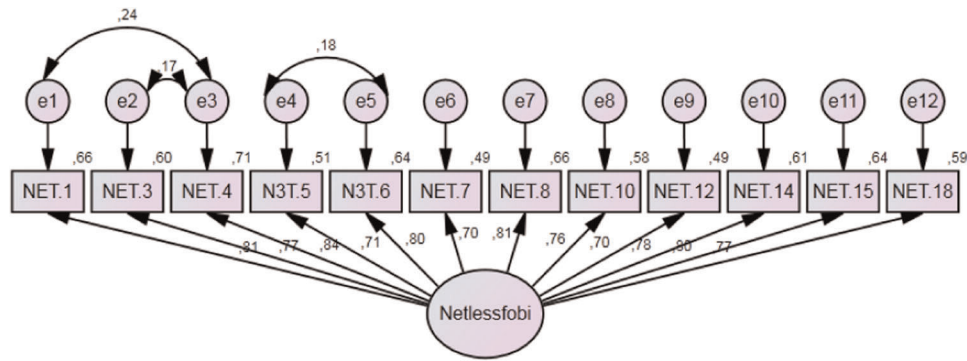 ,24
,17
,18
e1 e2 e3 e4 e5 e6 e7 e8 e9 e10 e11 e12
,66 ,60 ,71 ,51 ,64 ,49 ,66 ,58 ,49 ,61 ,64 ,59
NET.1 NET.3 NET.4 N3T.5 N3T.6 NET.7 NET.8 NET.10 NET.12 NET.14 NET.15 NET.18
,81 ,77 ,84 ,71 ,80 ,70 ,81 ,76 ,70 ,78 ,80 ,77
Netlessfobi